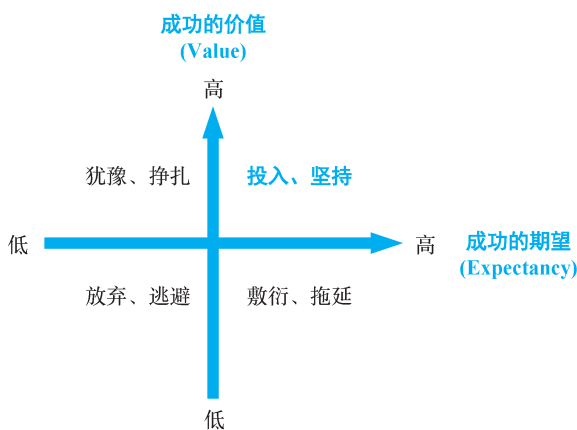 成功的价值
(Value)
高
犹豫、挣扎
投入、坚持
低
高
成功的期望
(Expectancy)
放弃、逃避
敷衍、拖延
低